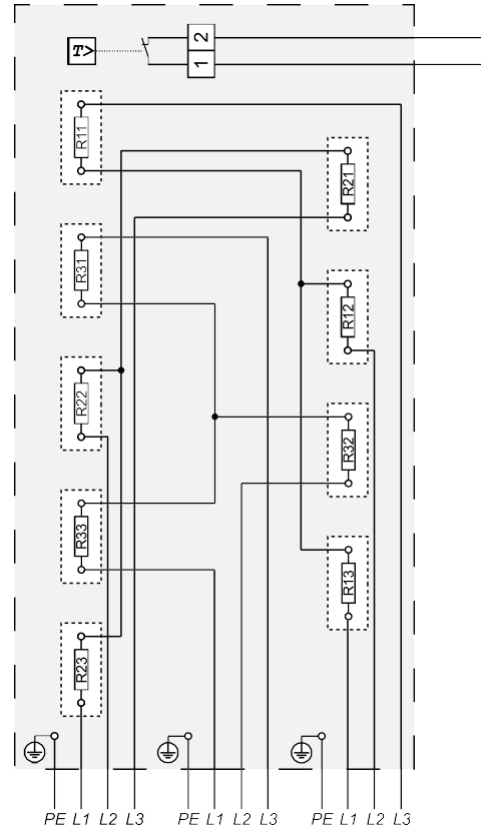 T>
2
1
R11
R21
R31
R12
R22
R32
R33
R13
R23
PE L1 L2 L3 PE L1 L2 L3 PE L1 L2 L3